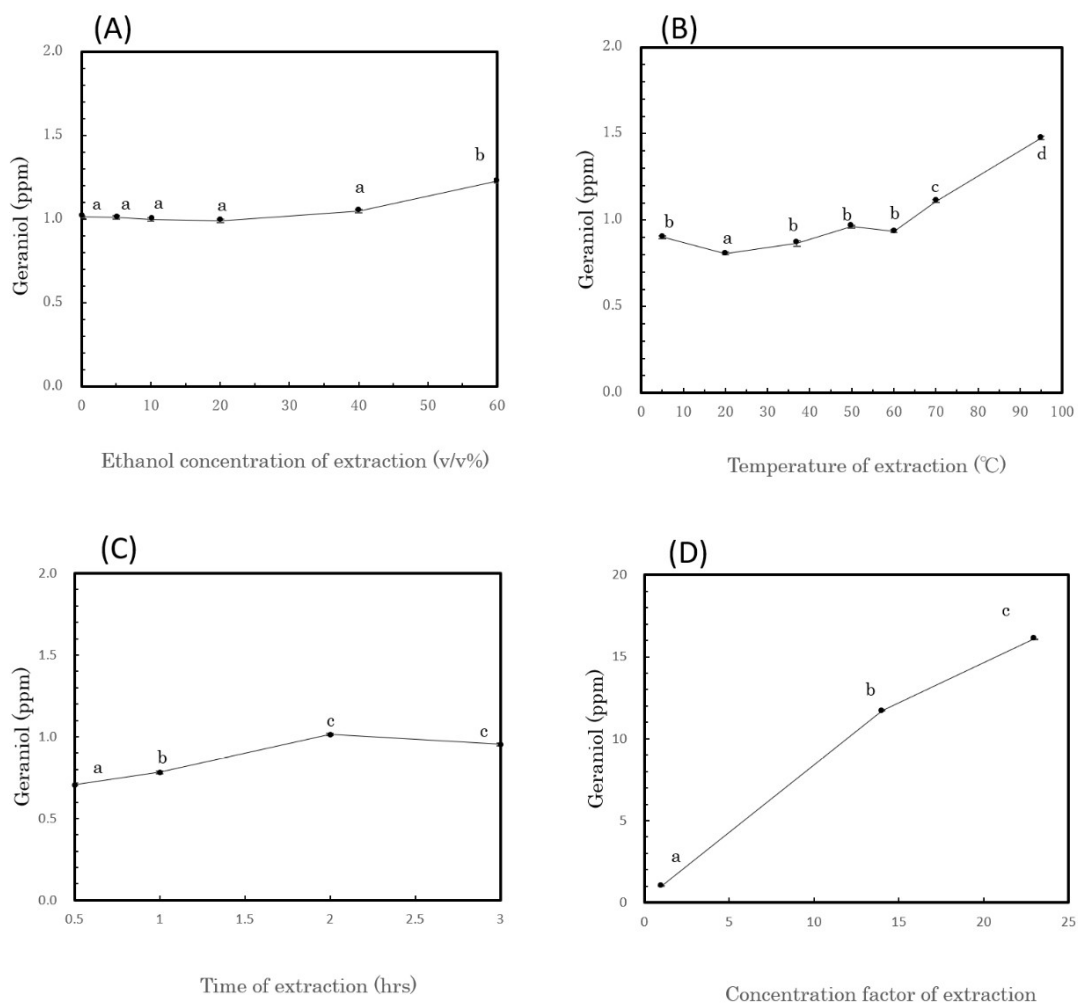 (A)
2.0
1.5
1.0
0.5
0.0
Geraniol (ppm)
a a a a a b
0 10 20 30 40 50 60
Ethanol concentration of extraction (v/v%)
(B)
2.0
1.5
1.0
0.5
0.0
Geraniol (ppm)
b a b b b c d
0 10 20 30 40 50 60 70 80 90 100
Temperature of extraction (℃)
(C)
2.0
1.5
1.0
0.5
0.0
Geraniol (ppm)
a b c c
0.5 1 1.5 2 2.5 3
Time of extraction (hrs)
(D)
20
15
10
5
0
Geraniol (ppm)
a b c
0 5 10 15 20 25
Concentration factor of extraction